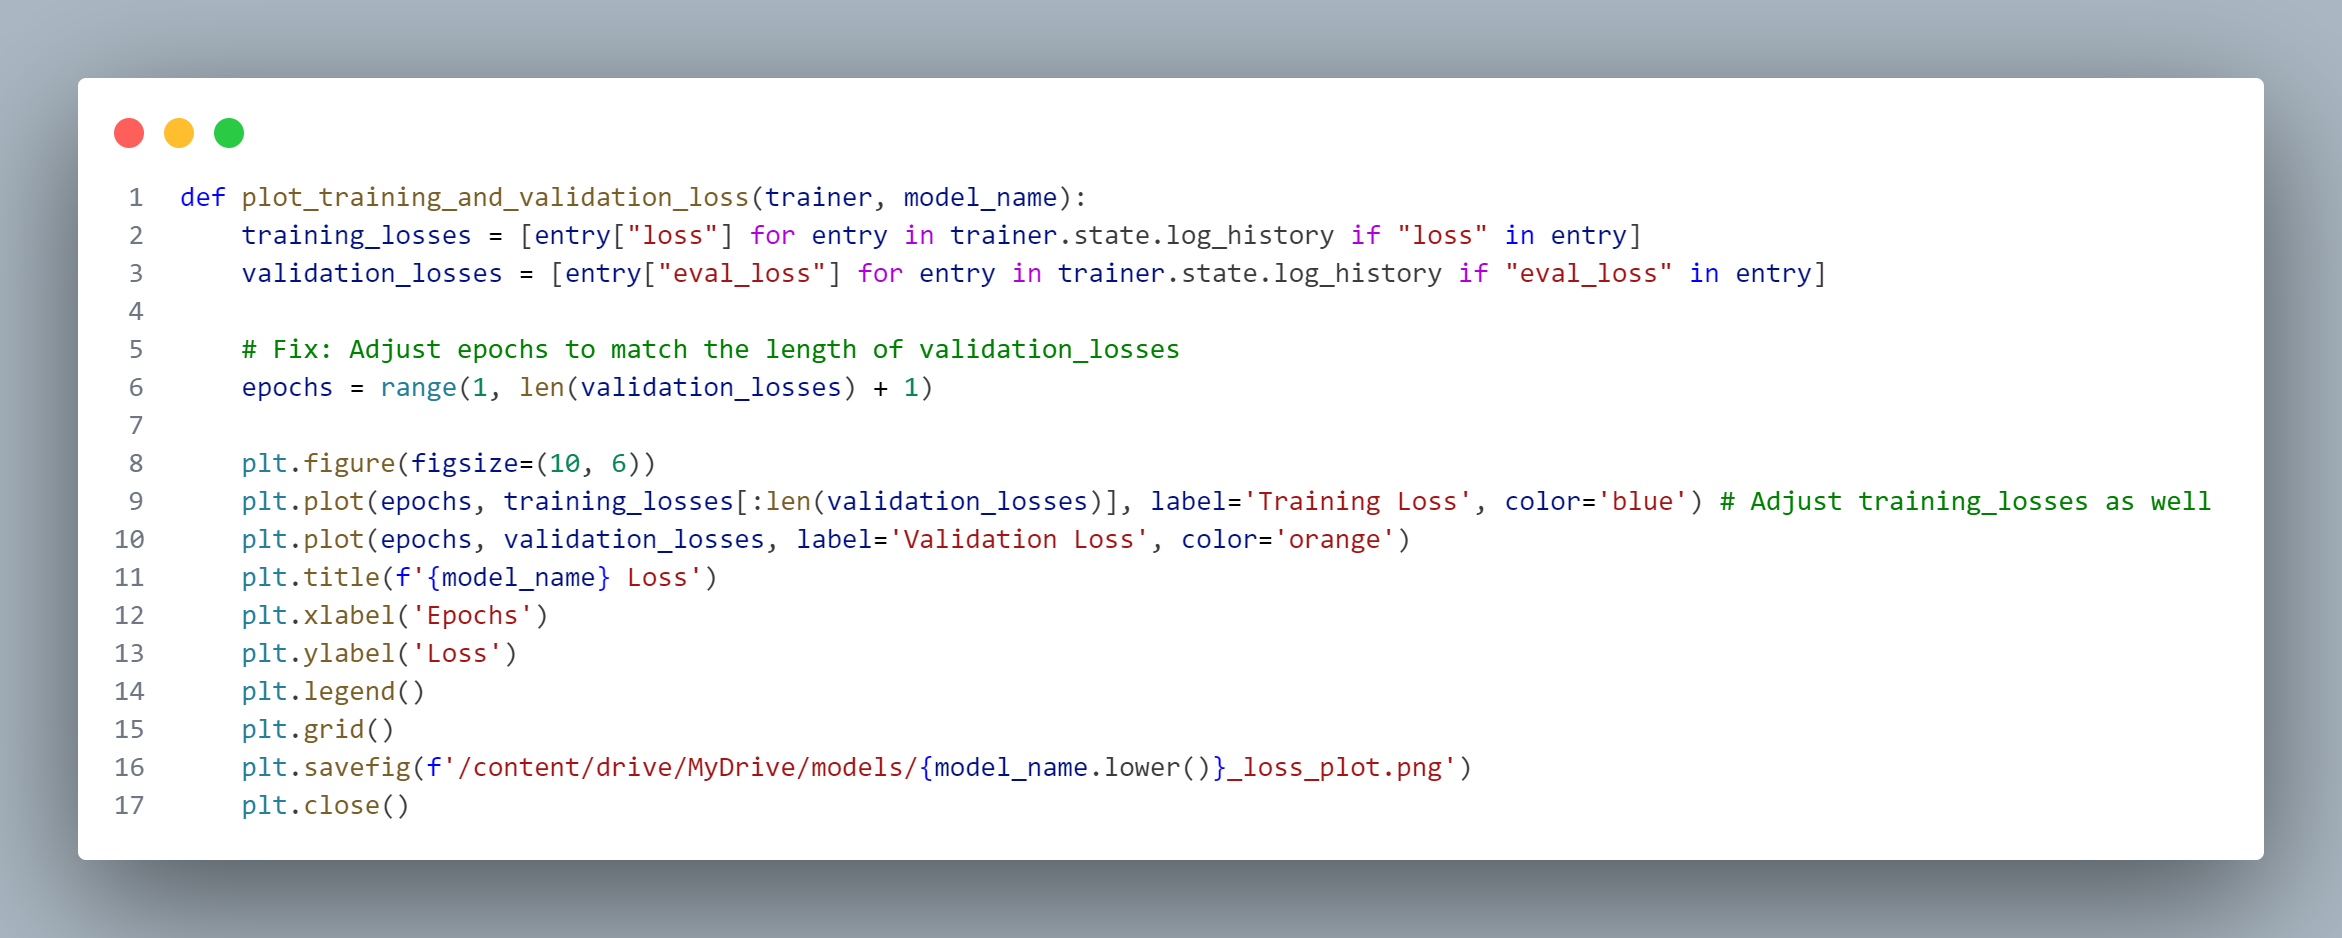 1 def plot_training_and_validation_loss(trainer, model_name):
2     training_losses = [entry["loss"] for entry in trainer.state.log_history if "loss" in entry]
3     validation_losses = [entry["eval_loss"] for entry in trainer.state.log_history if "eval_loss" in entry]
4
5     # Fix: Adjust epochs to match the length of validation_losses
6     epochs = range(1, len(validation_losses) + 1)
7
8     plt.figure(figsize=(10, 6))
9     plt.plot(epochs, training_losses[:len(validation_losses)], label='Training Loss', color='blue') # Adjust training_losses as well
10     plt.plot(epochs, validation_losses, label='Validation Loss', color='orange')
11     plt.title(f'{model_name} Loss')
12     plt.xlabel('Epochs')
13     plt.ylabel('Loss')
14     plt.legend()
15     plt.grid()
16     plt.savefig(f'/content/drive/MyDrive/models/{model_name.lower()}_loss_plot.png')
17     plt.close()